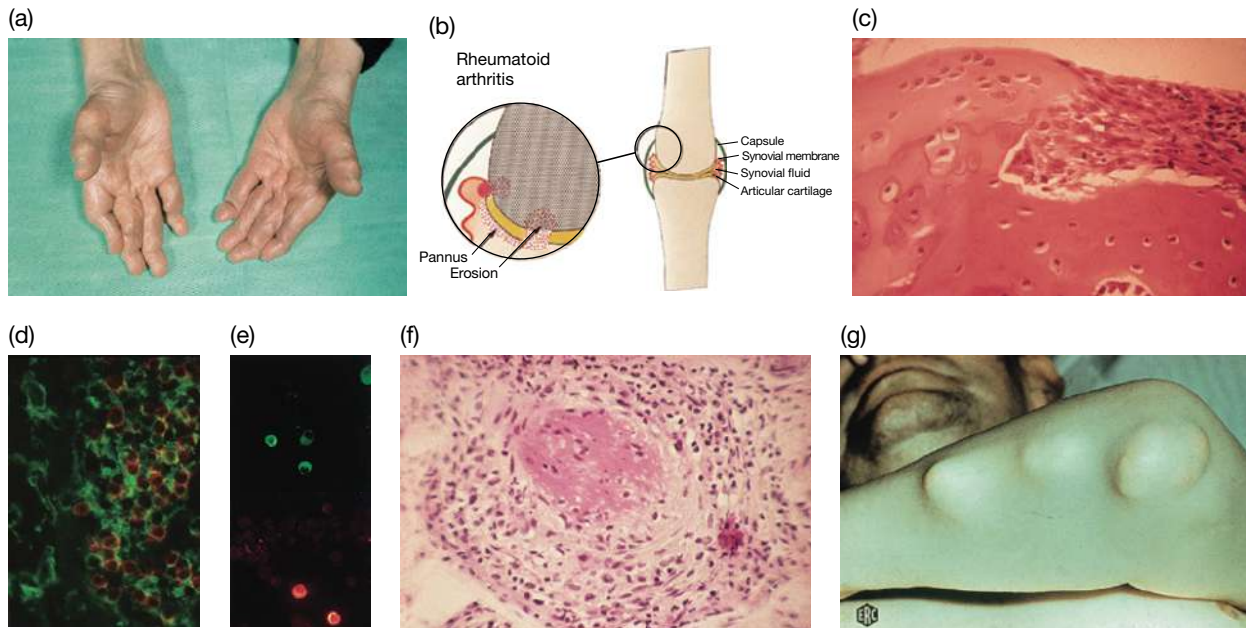 (a)
(b)
Rheumatoid
arthritis
Capsule
Synovial membrane
Synovial fluid
Articular cartilage
Pannus
Erosion
(c)
(d)
(e)
(f)
(g)
ERC